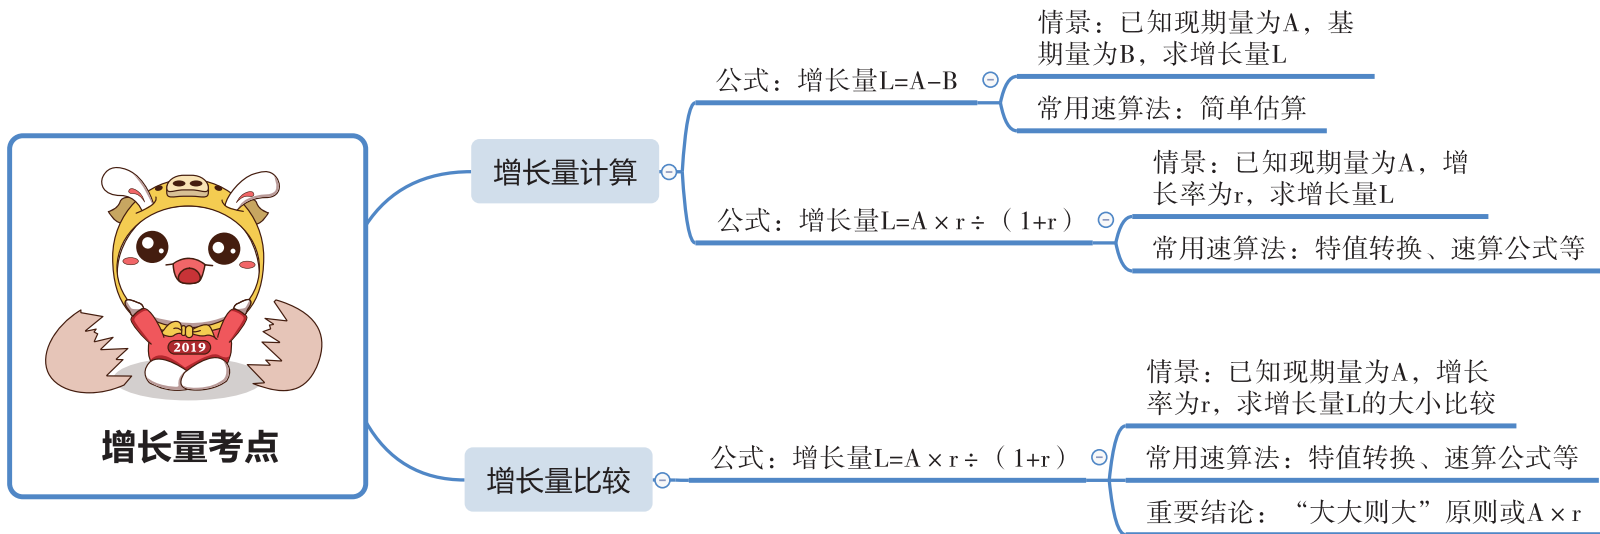 2019
增长量考点
增长量计算
公式：增长量L=A−B
情景：已知现期量为A，基
期量为B，求增长量L
常用速算法：简单估算
公式：增长量L=A×r÷（1+r）
情景：已知现期量为A，增
长率为r，求增长量L
常用速算法：特值转换、速算公式等
增长量比较
公式：增长量L=A×r÷（1+r）
情景：已知现期量为A，增长
率为r，求增长量L的大小比较
常用速算法：特值转换、速算公式等
重要结论：“大大则大”原则或A×r